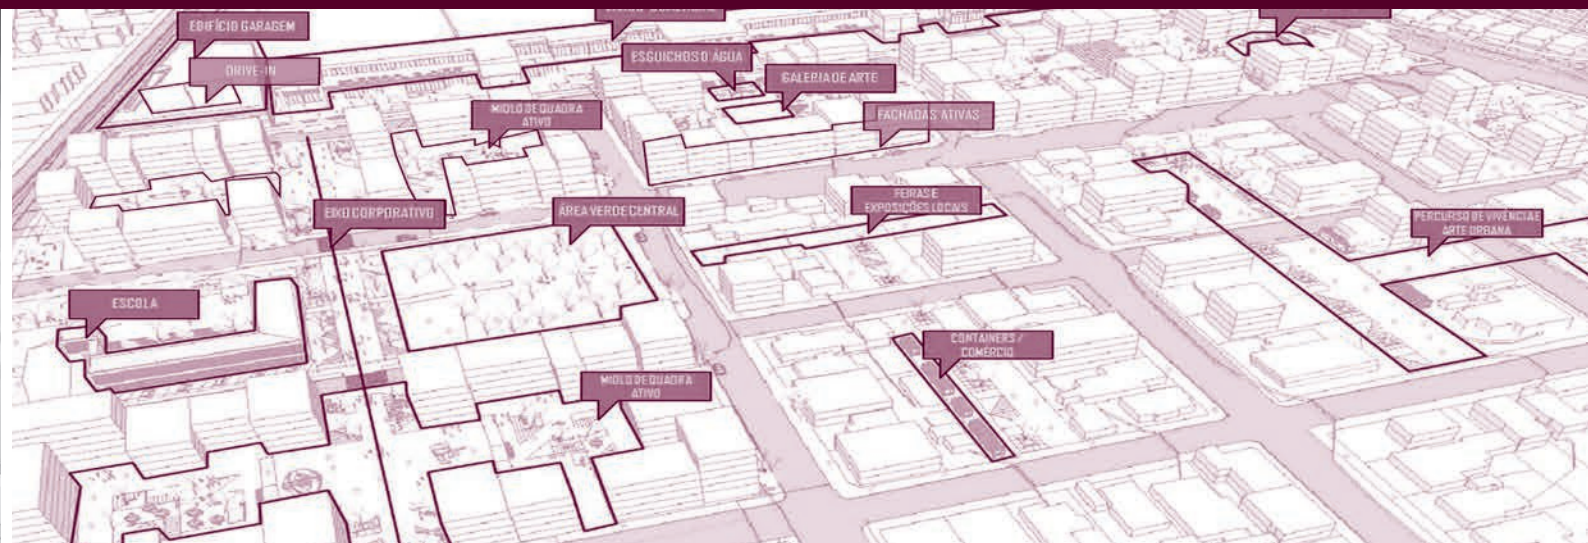 EDIFÍCIO GARAGEM
DRIVE-IN
ESGUICHOS D'ÁGUA
GALERIA DE ARTE
MIOLO DE QUADRA
ATIVO
FACHADAS ATIVAS
EIXO CORPORATIVO
ÁREA VERDE CENTRAL
FEIRAS E
EXPOSIÇÕES LOCAIS
PERCURSO DE VIVÊNCIA E
ARTE URBANA
ESCOLA
CONTAINERS /
COMÉRCIO
MIOLO DE QUADRA
ATIVO